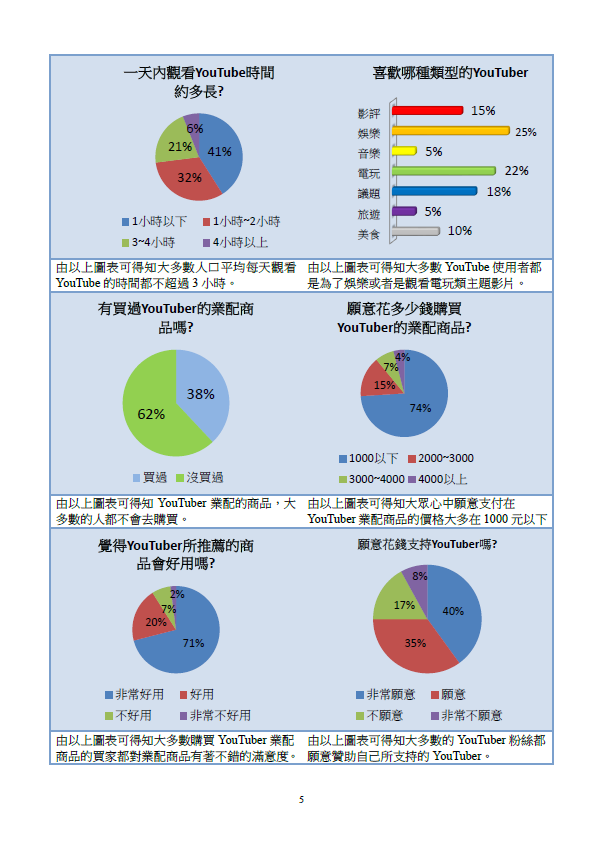 一天內觀看YouTube時間
約多長?
6%
21%
41%
32%
1小時以下 1小時~2小時
3~4小時 4小時以上
喜歡哪種類型的YouTuber
影評 15%
娛樂 25%
音樂 5%
電玩 22%
議題 18%
旅遊 5%
美食 10%
由以上圖表可得知大多數人口平均每天觀看
YouTube 的時間都不超過 3 小時。
由以上圖表可得知大多數 YouTube 使用者都
是為了娛樂或者是觀看電玩類主題影片。
有買過YouTuber的業配商
品嗎?
38%
62%
買過 沒買過
願意花多少錢購買
YouTuber的業配商品?
4%
7%
15%
74%
1000以下 2000~3000
3000~4000 4000以上
由以上圖表可得知 YouTuber 業配的商品，大
多數的人都不會去購買。
由以上圖表可得知大眾心中願意支付在
YouTuber 業配商品的價格大多在 1000 元以下
覺得YouTuber所推薦的商
品會好用嗎?
2%
7%
20%
71%
非常好用 好用
不好用 非常不好用
願意花錢支持YouTuber嗎?
8%
17%
40%
35%
非常願意 願意
不願意 非常不願意
由以上圖表可得知大多數購買 YouTuber 業配
商品的買家都對業配商品有著不錯的滿意度。
由以上圖表可得知大多數的 YouTuber 粉絲都
願意贊助自己所支持的 YouTuber。
5